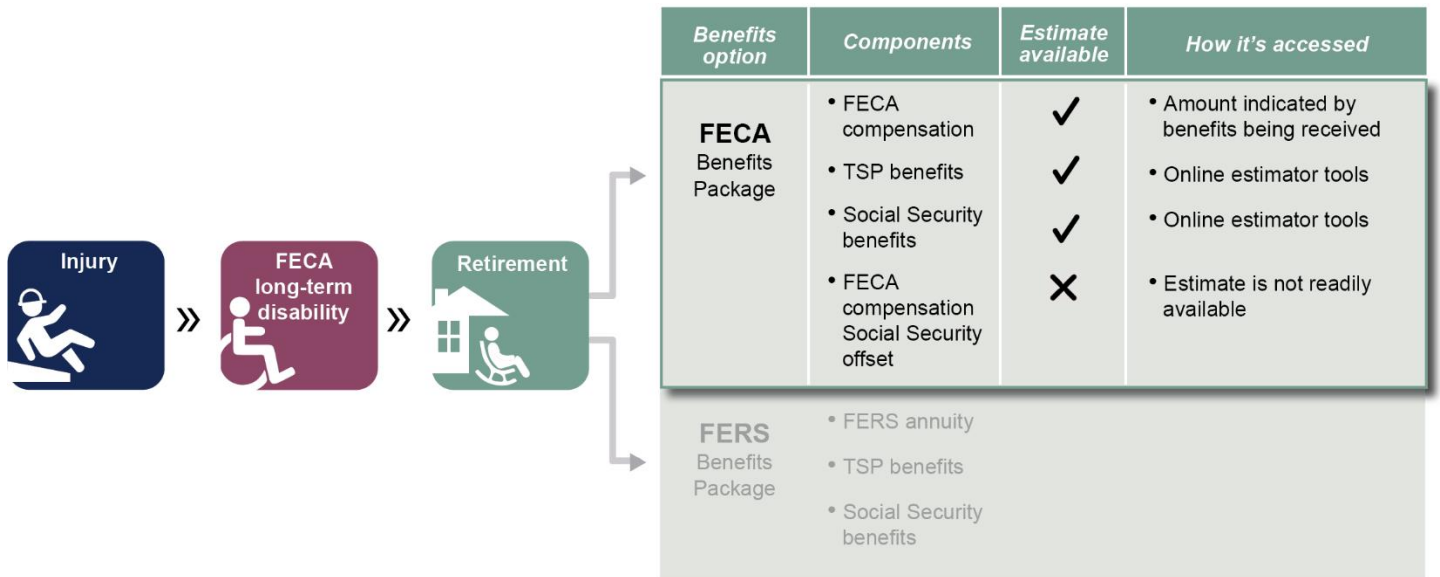 Benefits option
Components
Estimate available
How it's accessed
Injury
»
FECA
long-term
disability
»
Retirement
FECA
Benefits
Package
• FECA
compensation
✓
• Amount indicated by
benefits being received
• TSP benefits
✓
• Online estimator tools
• Social Security
benefits
✓
• Online estimator tools
• FECA
compensation
Social Security
offset
✕
• Estimate is not readily
available
FERS
Benefits
Package
• FERS annuity
• TSP benefits
• Social Security
benefits